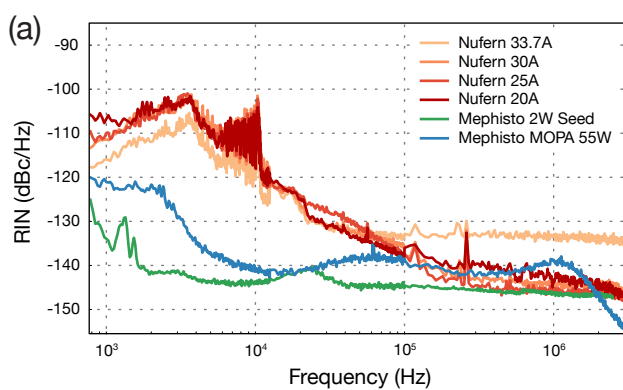 (a)
-85
-100
-110
-120
-130
-140
-150
RIN (dBc/Hz)
Nufern 33.7A
Nufern 30A
Nufern 25A
Nufern 20A
Mephisto 2W Seed
Mephisto MOPA 55W
10³ 10⁴ 10⁵ 10⁶
Frequency (Hz)